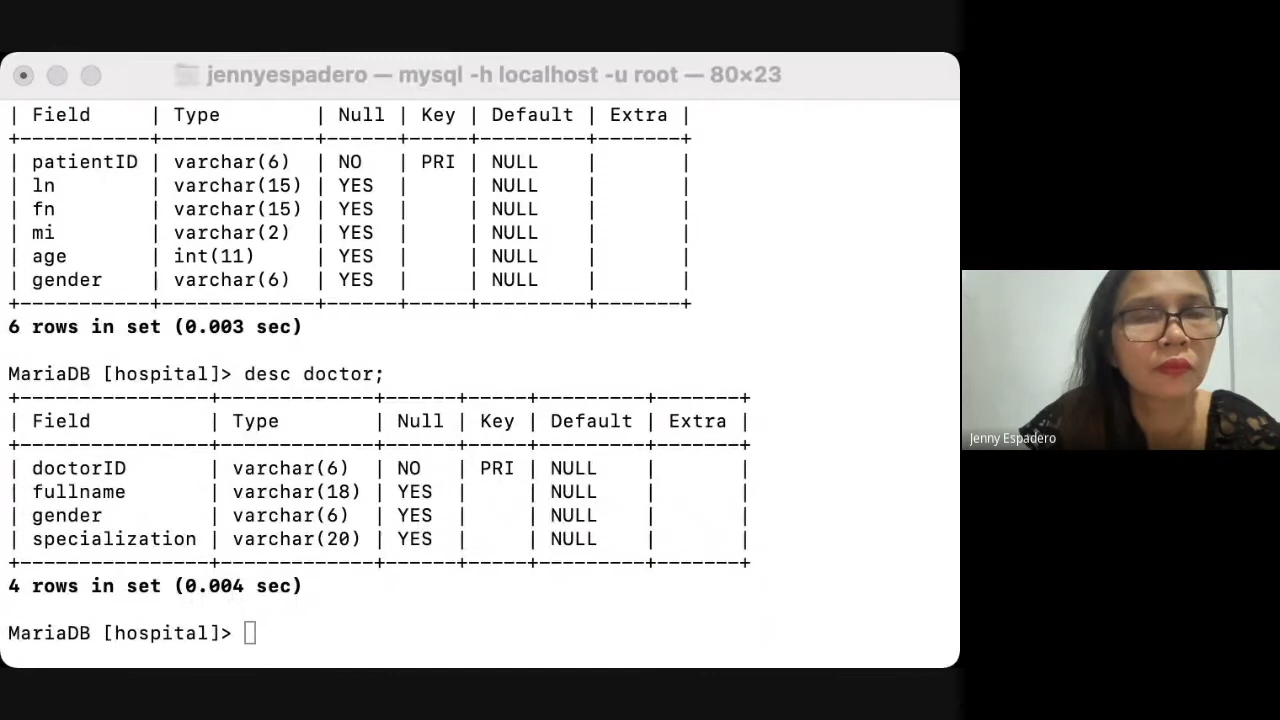 jennyespadero — mysql -h localhost -u root — 80×23
| Field     | Type        | Null | Key | Default | Extra |
+-----------+-------------+------+-----+---------+-------+
| patientID | varchar(6)  | NO   | PRI | NULL    |       |
| ln        | varchar(15) | YES  |     | NULL    |       |
| fn        | varchar(15) | YES  |     | NULL    |       |
| mi        | varchar(2)  | YES  |     | NULL    |       |
| age       | int(11)     | YES  |     | NULL    |       |
| gender    | varchar(6)  | YES  |     | NULL    |       |
+-----------+-------------+------+-----+---------+-------+
6 rows in set (0.003 sec)
MariaDB [hospital]> desc doctor;
+----------------+-------------+------+-----+---------+-------+
| Field          | Type        | Null | Key | Default | Extra |
+----------------+-------------+------+-----+---------+-------+
| doctorID       | varchar(6)  | NO   | PRI | NULL    |       |
| fullname       | varchar(18) | YES  |     | NULL    |       |
| gender         | varchar(6)  | YES  |     | NULL    |       |
| specialization | varchar(20) | YES  |     | NULL    |       |
+----------------+-------------+------+-----+---------+-------+
4 rows in set (0.004 sec)
MariaDB [hospital]>
Jenny Espadero